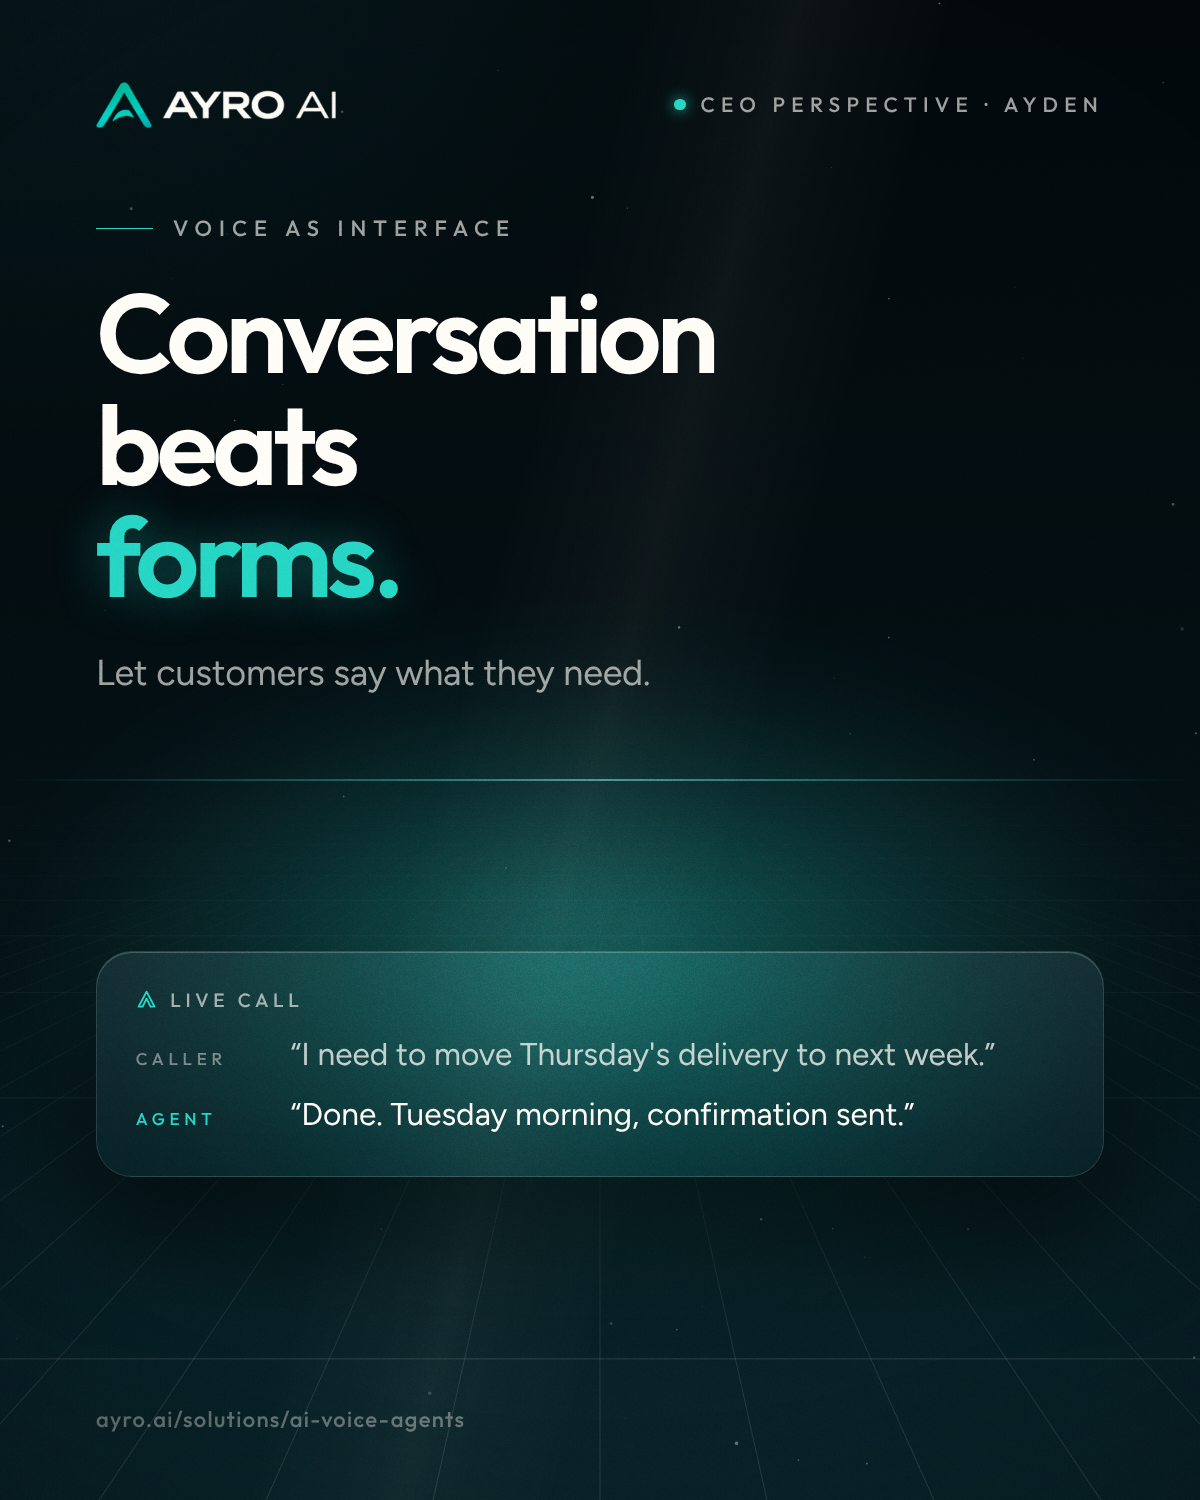 AYRO AI
CEO PERSPECTIVE · AYDEN
VOICE AS INTERFACE
Conversation
beats
forms.
Let customers say what they need.
LIVE CALL
CALLER “I need to move Thursday's delivery to next week.”
AGENT “Done. Tuesday morning, confirmation sent.”
ayro.ai/solutions/ai-voice-agents